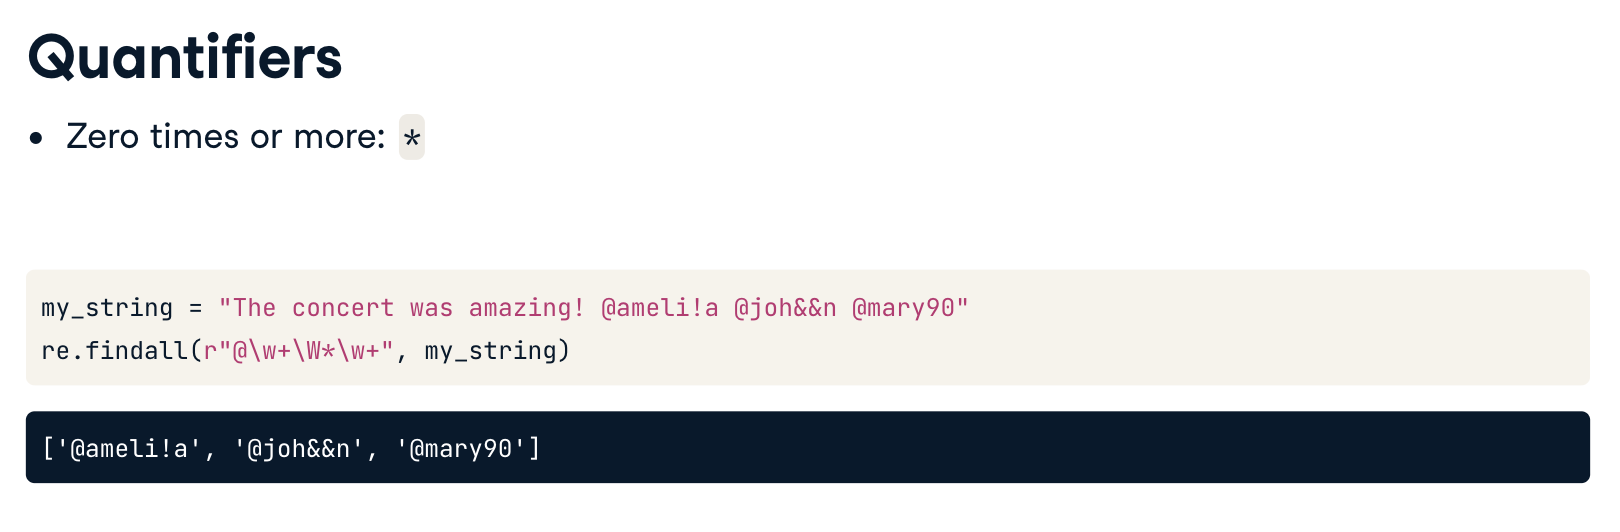 Quantifiers
• Zero times or more: *
my_string = "The concert was amazing! @ameli!a @joh&&n @mary90"
re.findall(r"@\w+\W*\w+", my_string)
['@ameli!a', '@joh&&n', '@mary90']